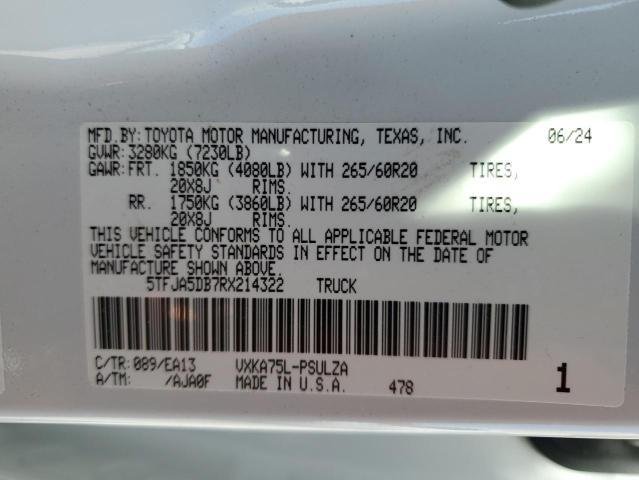 MFD.BY:TOYOTA MOTOR MANUFACTURING, TEXAS, INC. 06/24
GVWR:3280KG (7230LB)
GAWR:FRT. 1850KG (4080LB) WITH 265/60R20 TIRES,
20X8J RIMS.
RR. 1750KG (3860LB) WITH 265/60R20 TIRES,
20X8J RIMS.
THIS VEHICLE CONFORMS TO ALL APPLICABLE FEDERAL MOTOR
VEHICLE SAFETY STANDARDS IN EFFECT ON THE DATE OF
MANUFACTURE SHOWN ABOVE.
5TFJA5DB7RX214322 TRUCK
C/TR:089/EA13 VXKA75L-PSULZA
A/TM: /AJA0F MADE IN U.S.A. 478 1